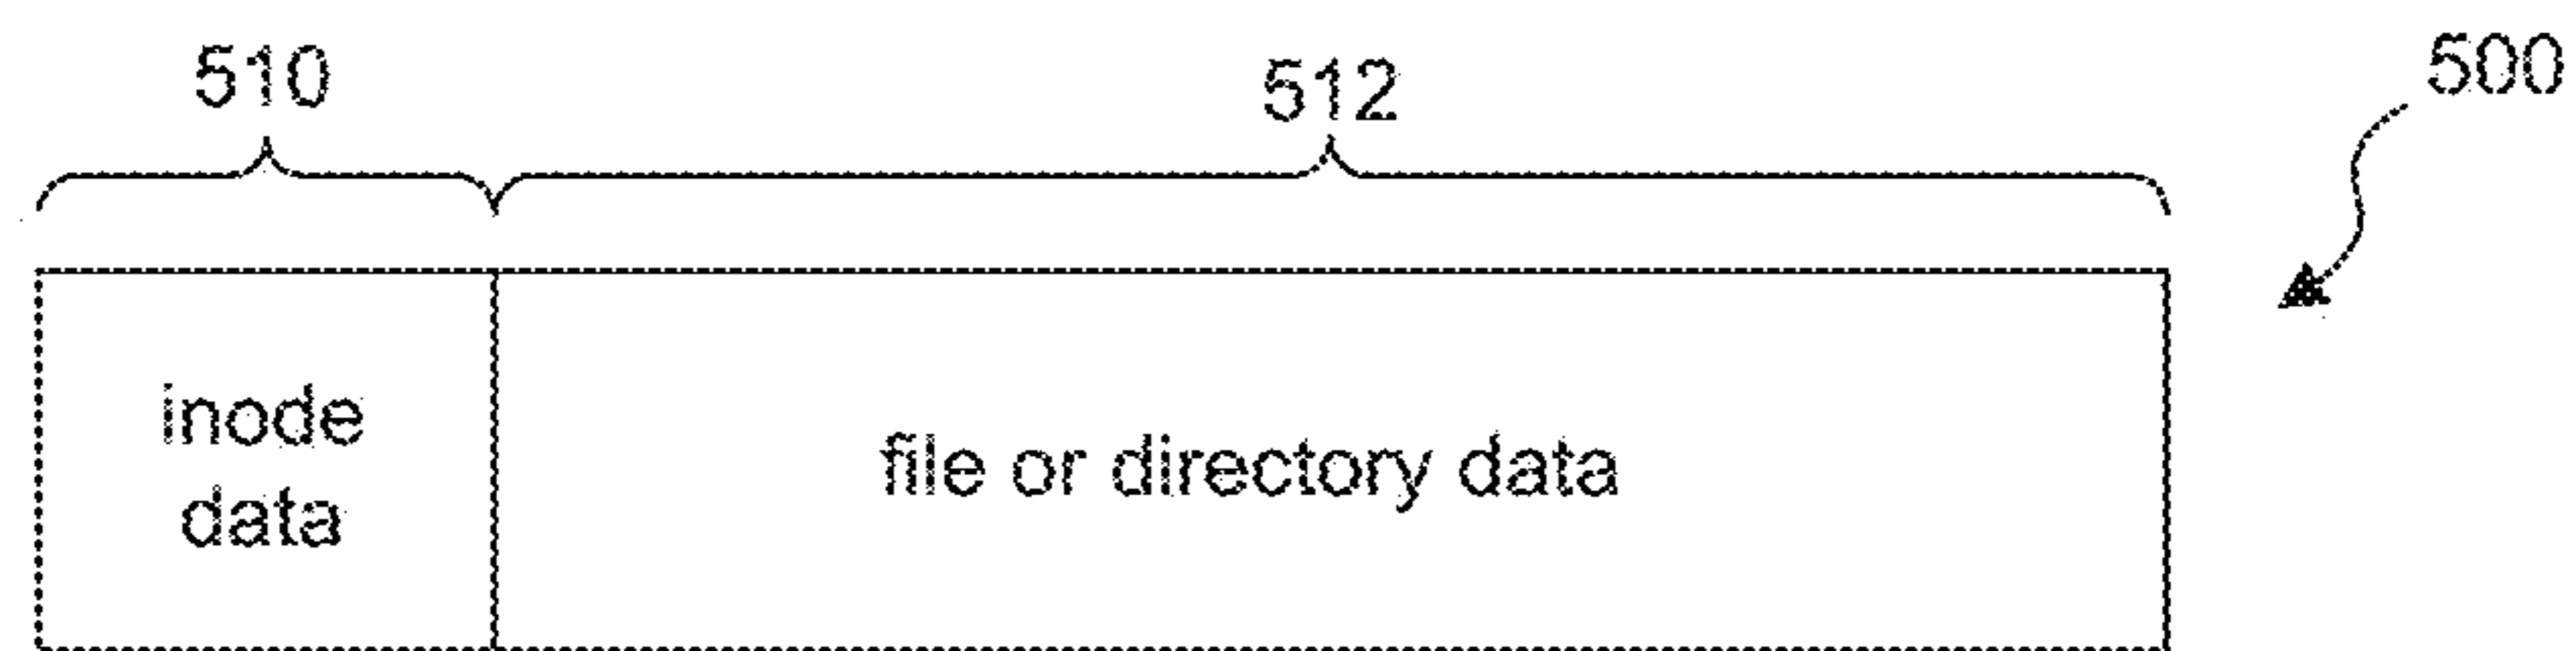 510
512
500
inode
data
file or directory data